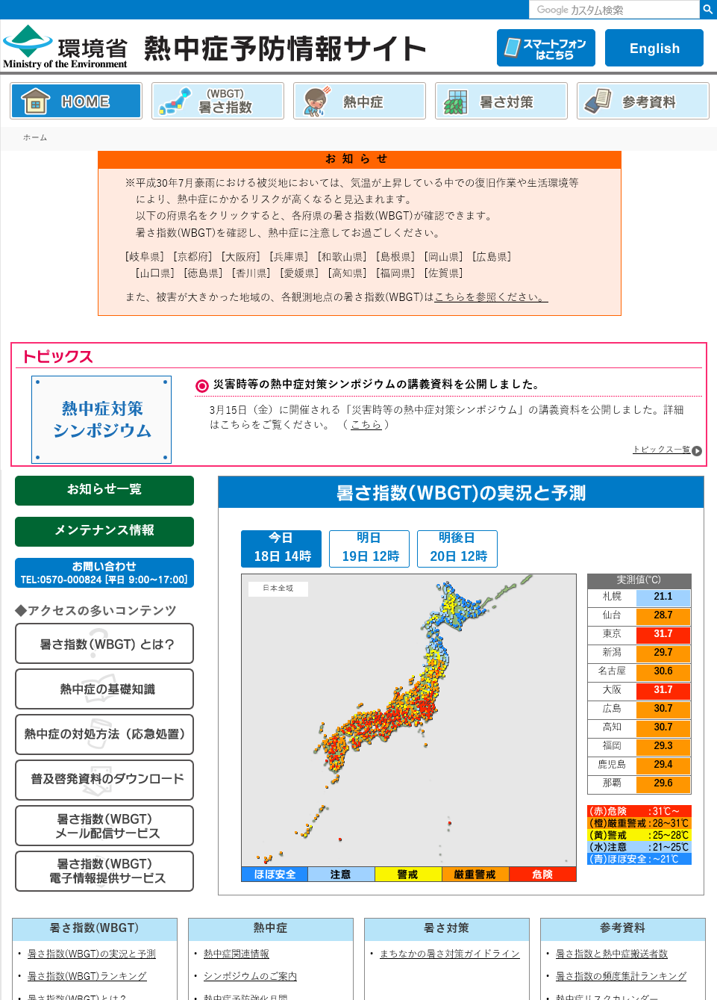 Google カスタム検索
環境省
Ministry of the Environment
熱中症予防情報サイト
スマートフォン
はこちら
English
HOME
(WBGT)
暑さ指数
熱中症
暑さ対策
参考資料
ホーム
お 知 ら せ
※平成30年7月豪雨における被災地においては、気温が上昇している中での復旧作業や生活環境等
により、熱中症にかかるリスクが高くなると見込まれます。
以下の府県名をクリックすると、各府県の暑さ指数(WBGT)が確認できます。
暑さ指数(WBGT)を確認し、熱中症に注意してお過ごしください。
[岐阜県] [京都府] [大阪府] [兵庫県] [和歌山県] [島根県] [岡山県] [広島県]
[山口県] [徳島県] [香川県] [愛媛県] [高知県] [福岡県] [佐賀県]
また、被害が大きかった地域の、各観測地点の暑さ指数(WBGT)はこちらを参照ください。
トピックス
熱中症対策
シンポジウム
災害時等の熱中症対策シンポジウムの講義資料を公開しました。
3月15日（金）に開催される「災害時等の熱中症対策シンポジウム」の講義資料を公開しました。詳細
はこちらをご覧ください。 （ こちら ）
トピックス一覧
お知らせ一覧
メンテナンス情報
お問い合わせ
TEL:0570-000824 [平日 9:00~17:00]
◆アクセスの多いコンテンツ
暑さ指数(WBGT) とは？
熱中症の基礎知識
熱中症の対処方法（応急処置）
普及啓発資料のダウンロード
暑さ指数(WBGT)
メール配信サービス
暑さ指数(WBGT)
電子情報提供サービス
暑さ指数(WBGT)の実況と予測
今日
18日 14時
明日
19日 12時
明後日
20日 12時
日本全域
ほぼ安全 注意 警戒 厳重警戒 危険
実測値(℃)
札幌 21.1
仙台 28.7
東京 31.7
新潟 29.7
名古屋 30.6
大阪 31.7
広島 30.7
高知 30.7
福岡 29.3
鹿児島 29.4
那覇 29.6
(赤)危険 :31℃~
(橙)厳重警戒:28~31℃
(黄)警戒 :25~28℃
(水)注意 :21~25℃
(青)ほぼ安全:~21℃
暑さ指数(WBGT)
・ 暑さ指数(WBGT)の実況と予測
・ 暑さ指数(WBGT)ランキング
・ 暑さ指数(WBGT)とは？
熱中症
・ 熱中症関連情報
・ シンポジウムのご案内
・ 熱中症予防強化月間
暑さ対策
・ まちなかの暑さ対策ガイドライン
参考資料
・ 暑さ指数と熱中症搬送者数
・ 暑さ指数の頻度集計ランキング
・ 熱中症リスクカレンダー